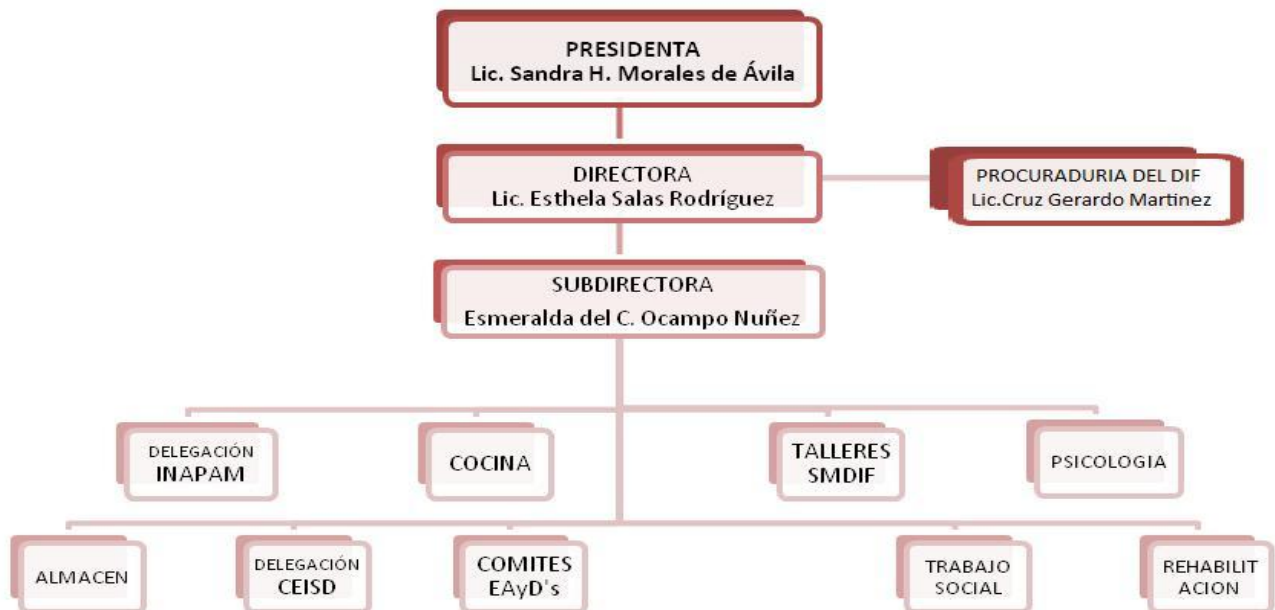 PRESIDENTA
Lic. Sandra H. Morales de Ávila
DIRECTORA
Lic. Esthela Salas Rodríguez
PROCURADURIA DEL DIF
Lic.Cruz Gerardo Martinez
SUBDIRECTORA
Esmeralda del C. Ocampo Nuñez
DELEGACIÓN
INAPAM
COCINA
TALLERES
SMDIF
PSICOLOGIA
ALMACEN
DELEGACIÓN
CEISD
COMITES
EAyD's
TRABAJO
SOCIAL
REHABILIT
ACION